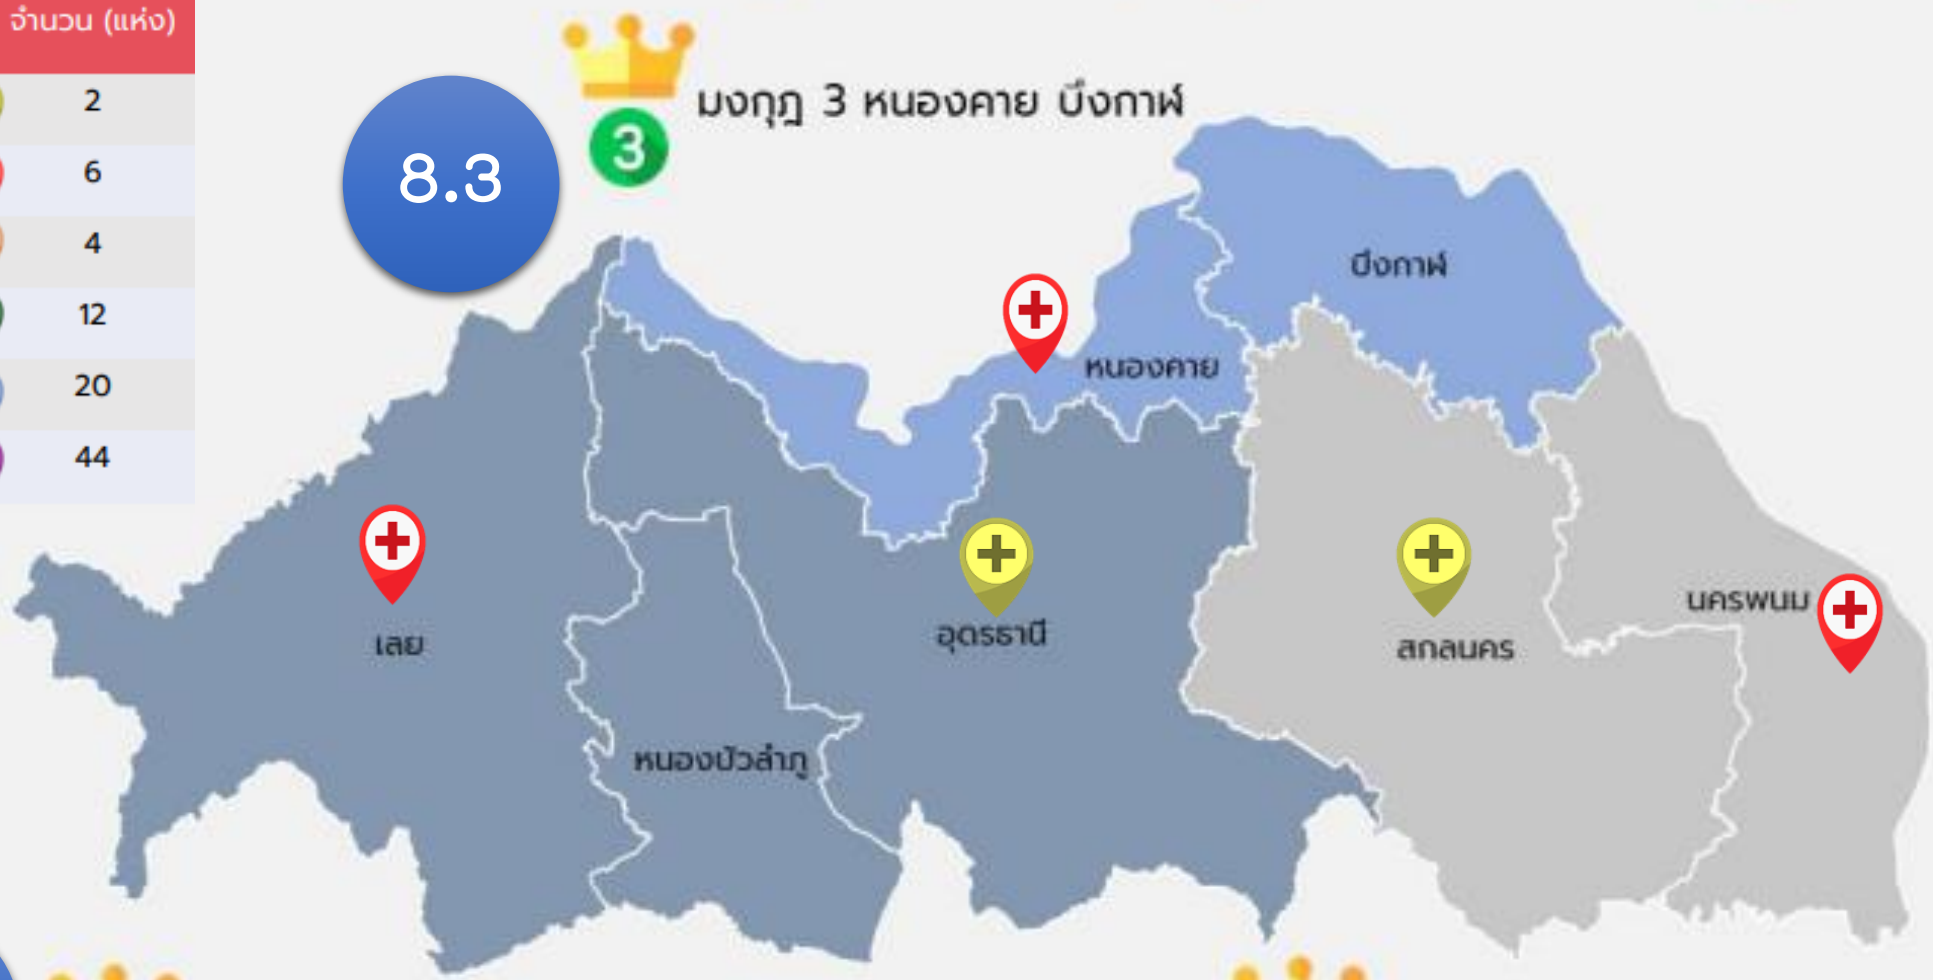 จำนวน (แห่ง)
2
6
4
12
20
44
8.3
3
มงกุฎ 3 หนองคาย บึงกาฬ
บึงกาฬ
หนองคาย
เลย
อุดรธานี
สกลนคร
นครพนม
หนองบัวลำภู